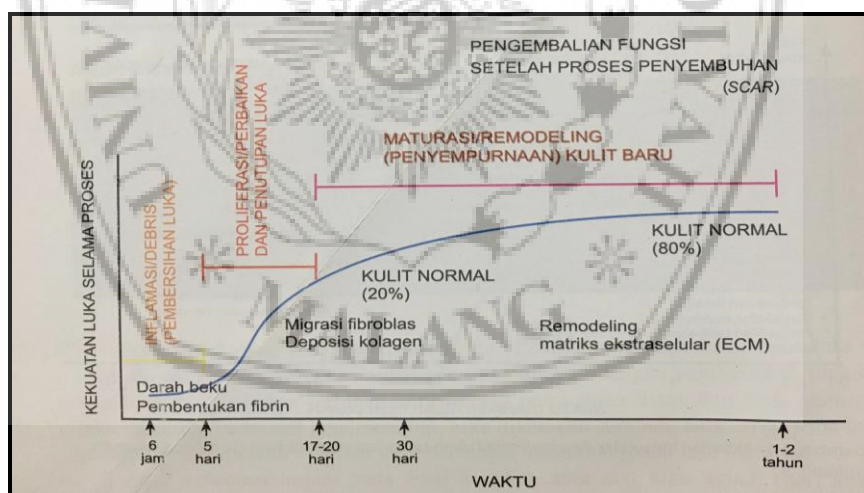 PENGEMBALIAN FUNGSI
SETELAH PROSES PENYEMBUHAN
(SCAR)
MATURASI/REMODELING
(PENYEMPURNAAN) KULIT BARU
PROLIFERASI/PERBAIKAN
DAN PENUTUPAN LUKA
INFLAMASI/DEBRIS
(PEMBERSIHAN LUKA)
KEKUATAN LUKA SELAMA PROSES
KULIT NORMAL
(20%)
KULIT NORMAL
(80%)
Migrasi fibroblas
Deposisi kolagen
Remodeling
matriks ekstraselular (ECM)
Darah beku
Pembentukan fibrin
6
jam
5
hari
17-20
hari
30
hari
1-2
tahun
WAKTU
MALANG